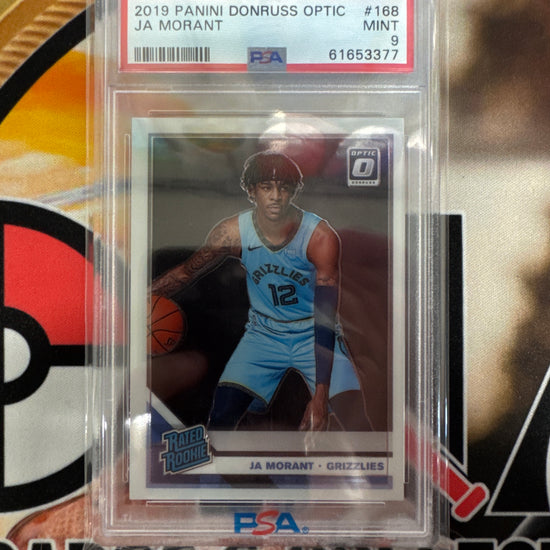 2019 PANINI DONRUSS OPTIC #168
JA MORANT MINT
9
PSA 61653377
OPTIC
DONRUSS
GRIZZLIES
12
RATED
ROOKIE
JA MORANT · GRIZZLIES
PSA